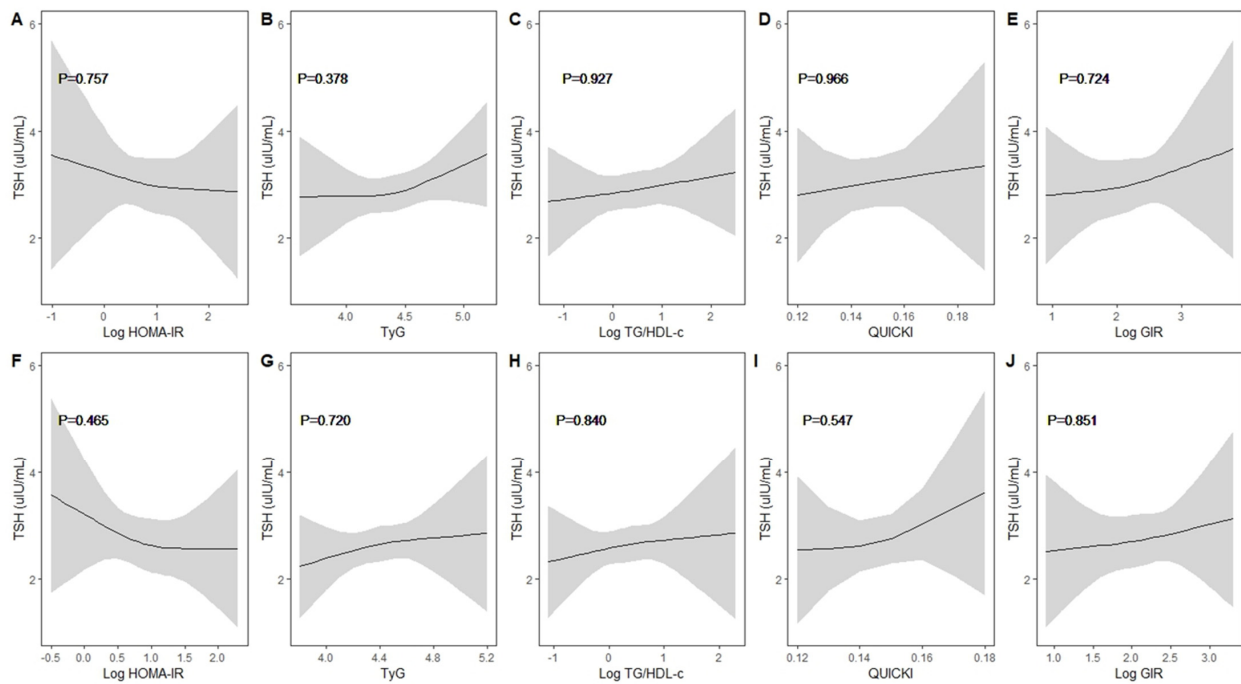 A
B
C
D
E
P=0.757
P=0.378
P=0.927
P=0.966
P=0.724
TSH (uIU/mL)
6
4
2
-1 0 1 2
Log HOMA-IR
TSH (uIU/mL)
6
4
2
4.0 4.5 5.0
TyG
TSH (uIU/mL)
6
4
2
-1 0 1 2
Log TG/HDL-c
TSH (uIU/mL)
6
4
2
0.12 0.14 0.16 0.18
QUICKI
TSH (uIU/mL)
6
4
2
1 2 3
Log GIR
F
G
H
I
J
P=0.465
P=0.720
P=0.840
P=0.547
P=0.851
TSH (uIU/mL)
6
4
2
-0.5 0.0 0.5 1.0 1.5 2.0
Log HOMA-IR
TSH (uIU/mL)
6
4
2
4.0 4.4 4.8 5.2
TyG
TSH (uIU/mL)
6
4
2
-1 0 1 2
Log TG/HDL-c
TSH (uIU/mL)
6
4
2
0.12 0.14 0.16 0.18
QUICKI
TSH (uIU/mL)
6
4
2
1.0 1.5 2.0 2.5 3.0
Log GIR